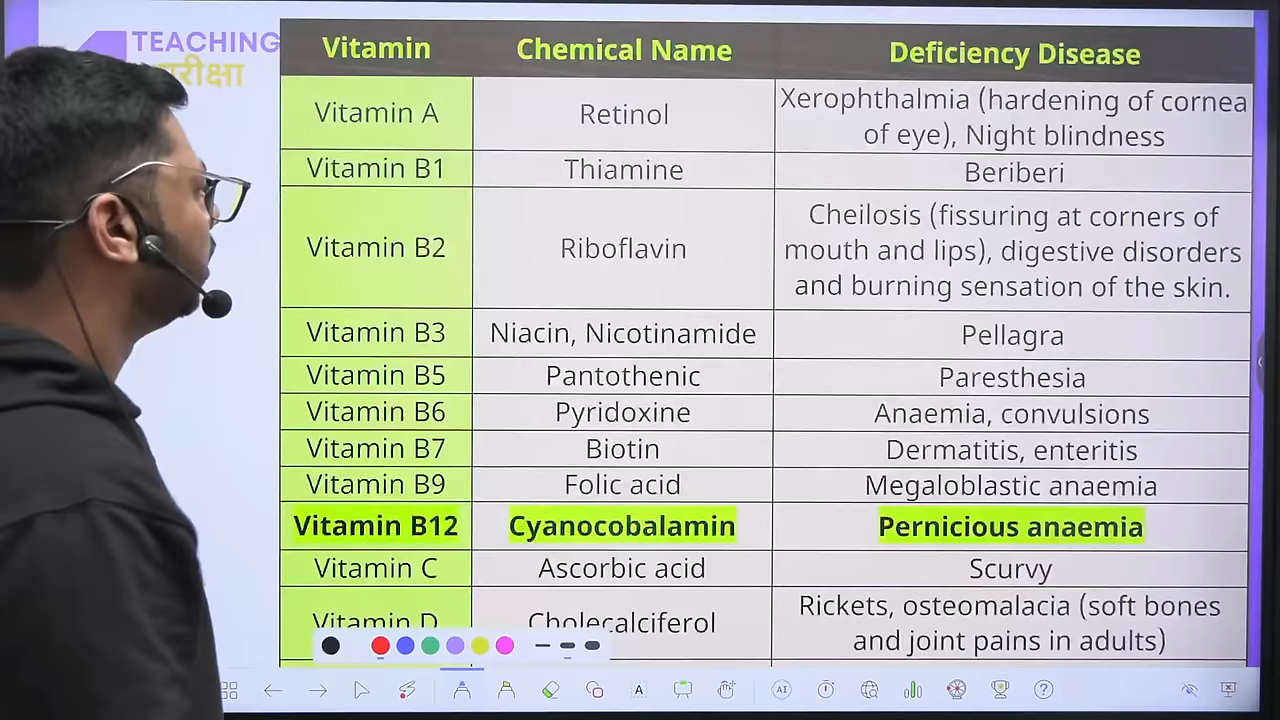 TEACHING
परीक्षा
Vitamin Chemical Name Deficiency Disease
Vitamin A Retinol Xerophthalmia (hardening of cornea
of eye), Night blindness
Vitamin B1 Thiamine Beriberi
Vitamin B2 Riboflavin Cheilosis (fissuring at corners of
mouth and lips), digestive disorders
and burning sensation of the skin.
Vitamin B3 Niacin, Nicotinamide Pellagra
Vitamin B5 Pantothenic Paresthesia
Vitamin B6 Pyridoxine Anaemia, convulsions
Vitamin B7 Biotin Dermatitis, enteritis
Vitamin B9 Folic acid Megaloblastic anaemia
Vitamin B12 Cyanocobalamin Pernicious anaemia
Vitamin C Ascorbic acid Scurvy
Vitamin D Cholecalciferol Rickets, osteomalacia (soft bones
and joint pains in adults)
A AI ?